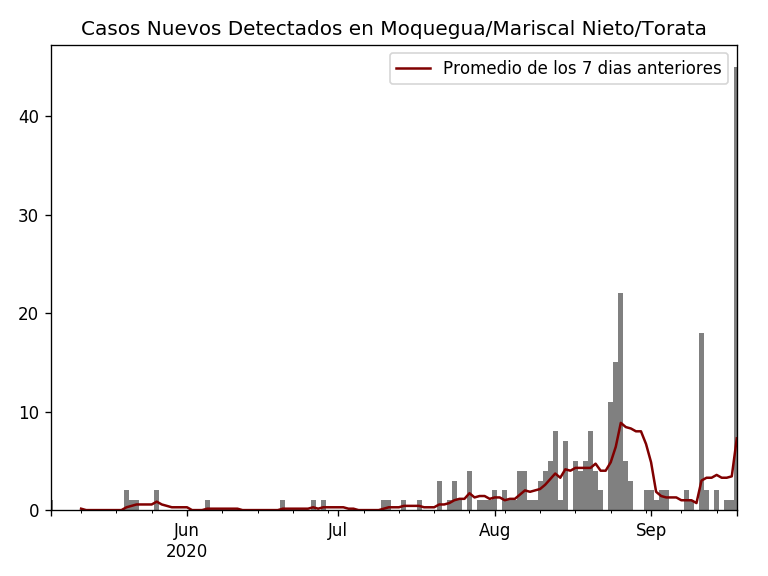 Casos Nuevos Detectados en Moquegua/Mariscal Nieto/Torata
Promedio de los 7 dias anteriores
40
30
20
10
0
Jun
2020
Jul
Aug
Sep